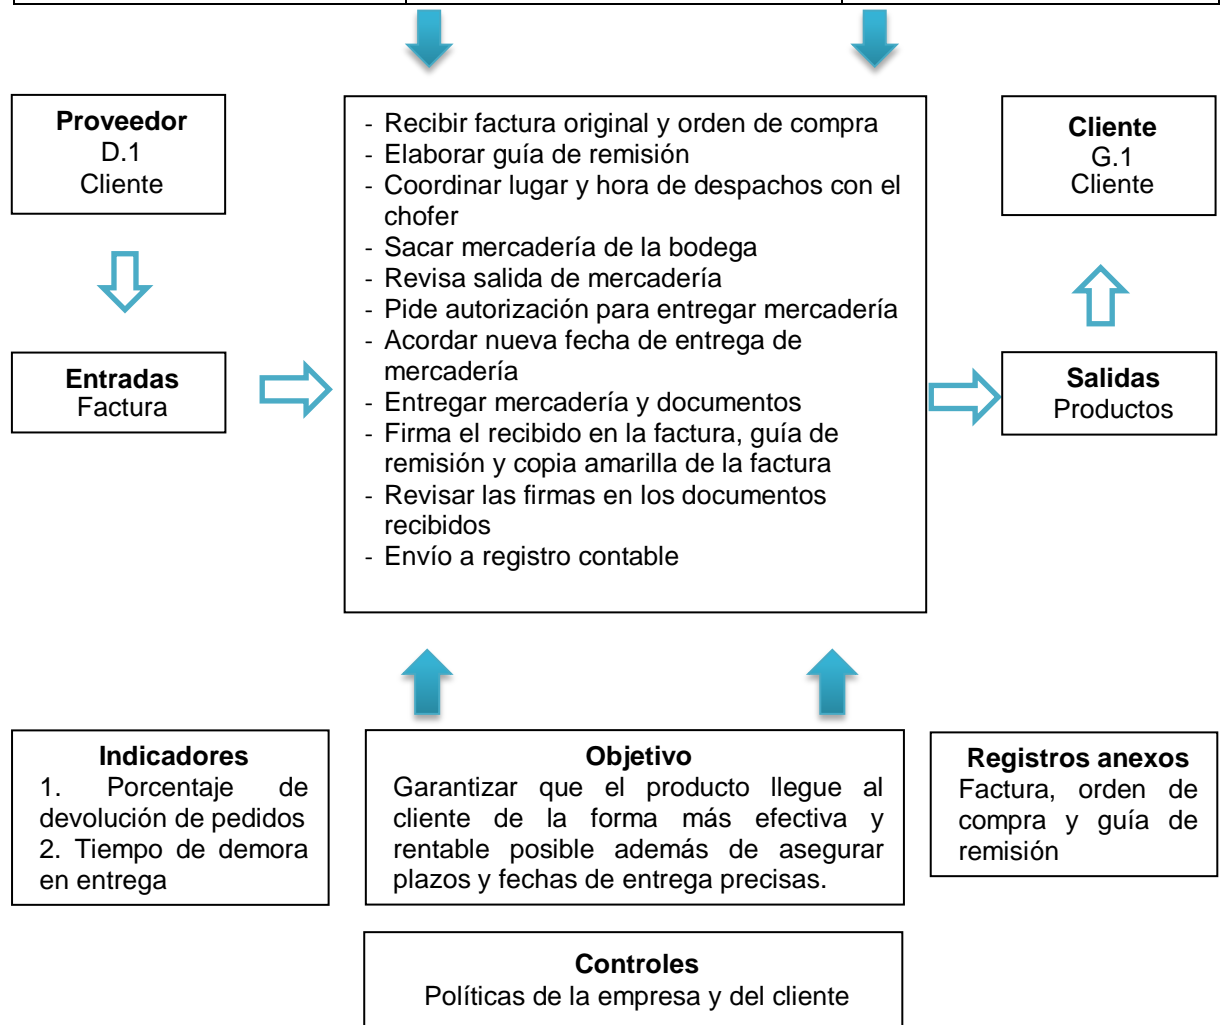 Proveedor
D.1
Cliente
- Recibir factura original y orden de compra
- Elaborar guía de remisión
- Coordinar lugar y hora de despachos con el
chofer
- Sacar mercadería de la bodega
- Revisa salida de mercadería
- Pide autorización para entregar mercadería
- Acordar nueva fecha de entrega de
mercadería
- Entregar mercadería y documentos
- Firma el recibido en la factura, guía de
remisión y copia amarilla de la factura
- Revisar las firmas en los documentos
recibidos
- Envío a registro contable
Cliente
G.1
Cliente
Entradas
Factura
Salidas
Productos
Indicadores
1. Porcentaje de
devolución de pedidos
2. Tiempo de demora
en entrega
Objetivo
Garantizar que el producto llegue al
cliente de la forma más efectiva y
rentable posible además de asegurar
plazos y fechas de entrega precisas.
Registros anexos
Factura, orden de
compra y guía de
remisión
Controles
Políticas de la empresa y del cliente